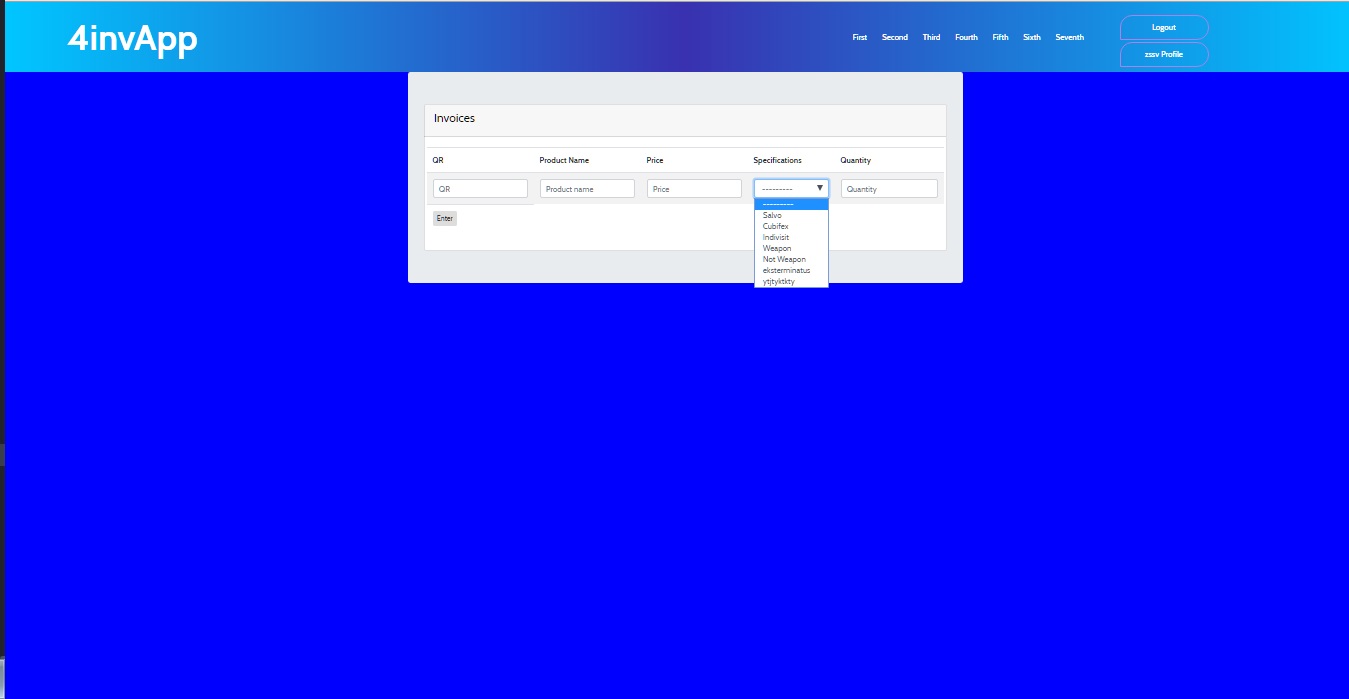 4invApp
First Second Third Fourth Fifth Sixth Seventh
Logout
zssv Profile
Invoices
QR Product Name Price Specifications Quantity
QR Product name Price --------- Quantity
---------
Salvo
Cubifex
Indivisit
Weapon
Not Weapon
eksterminatus
ytjtyktkty
Enter